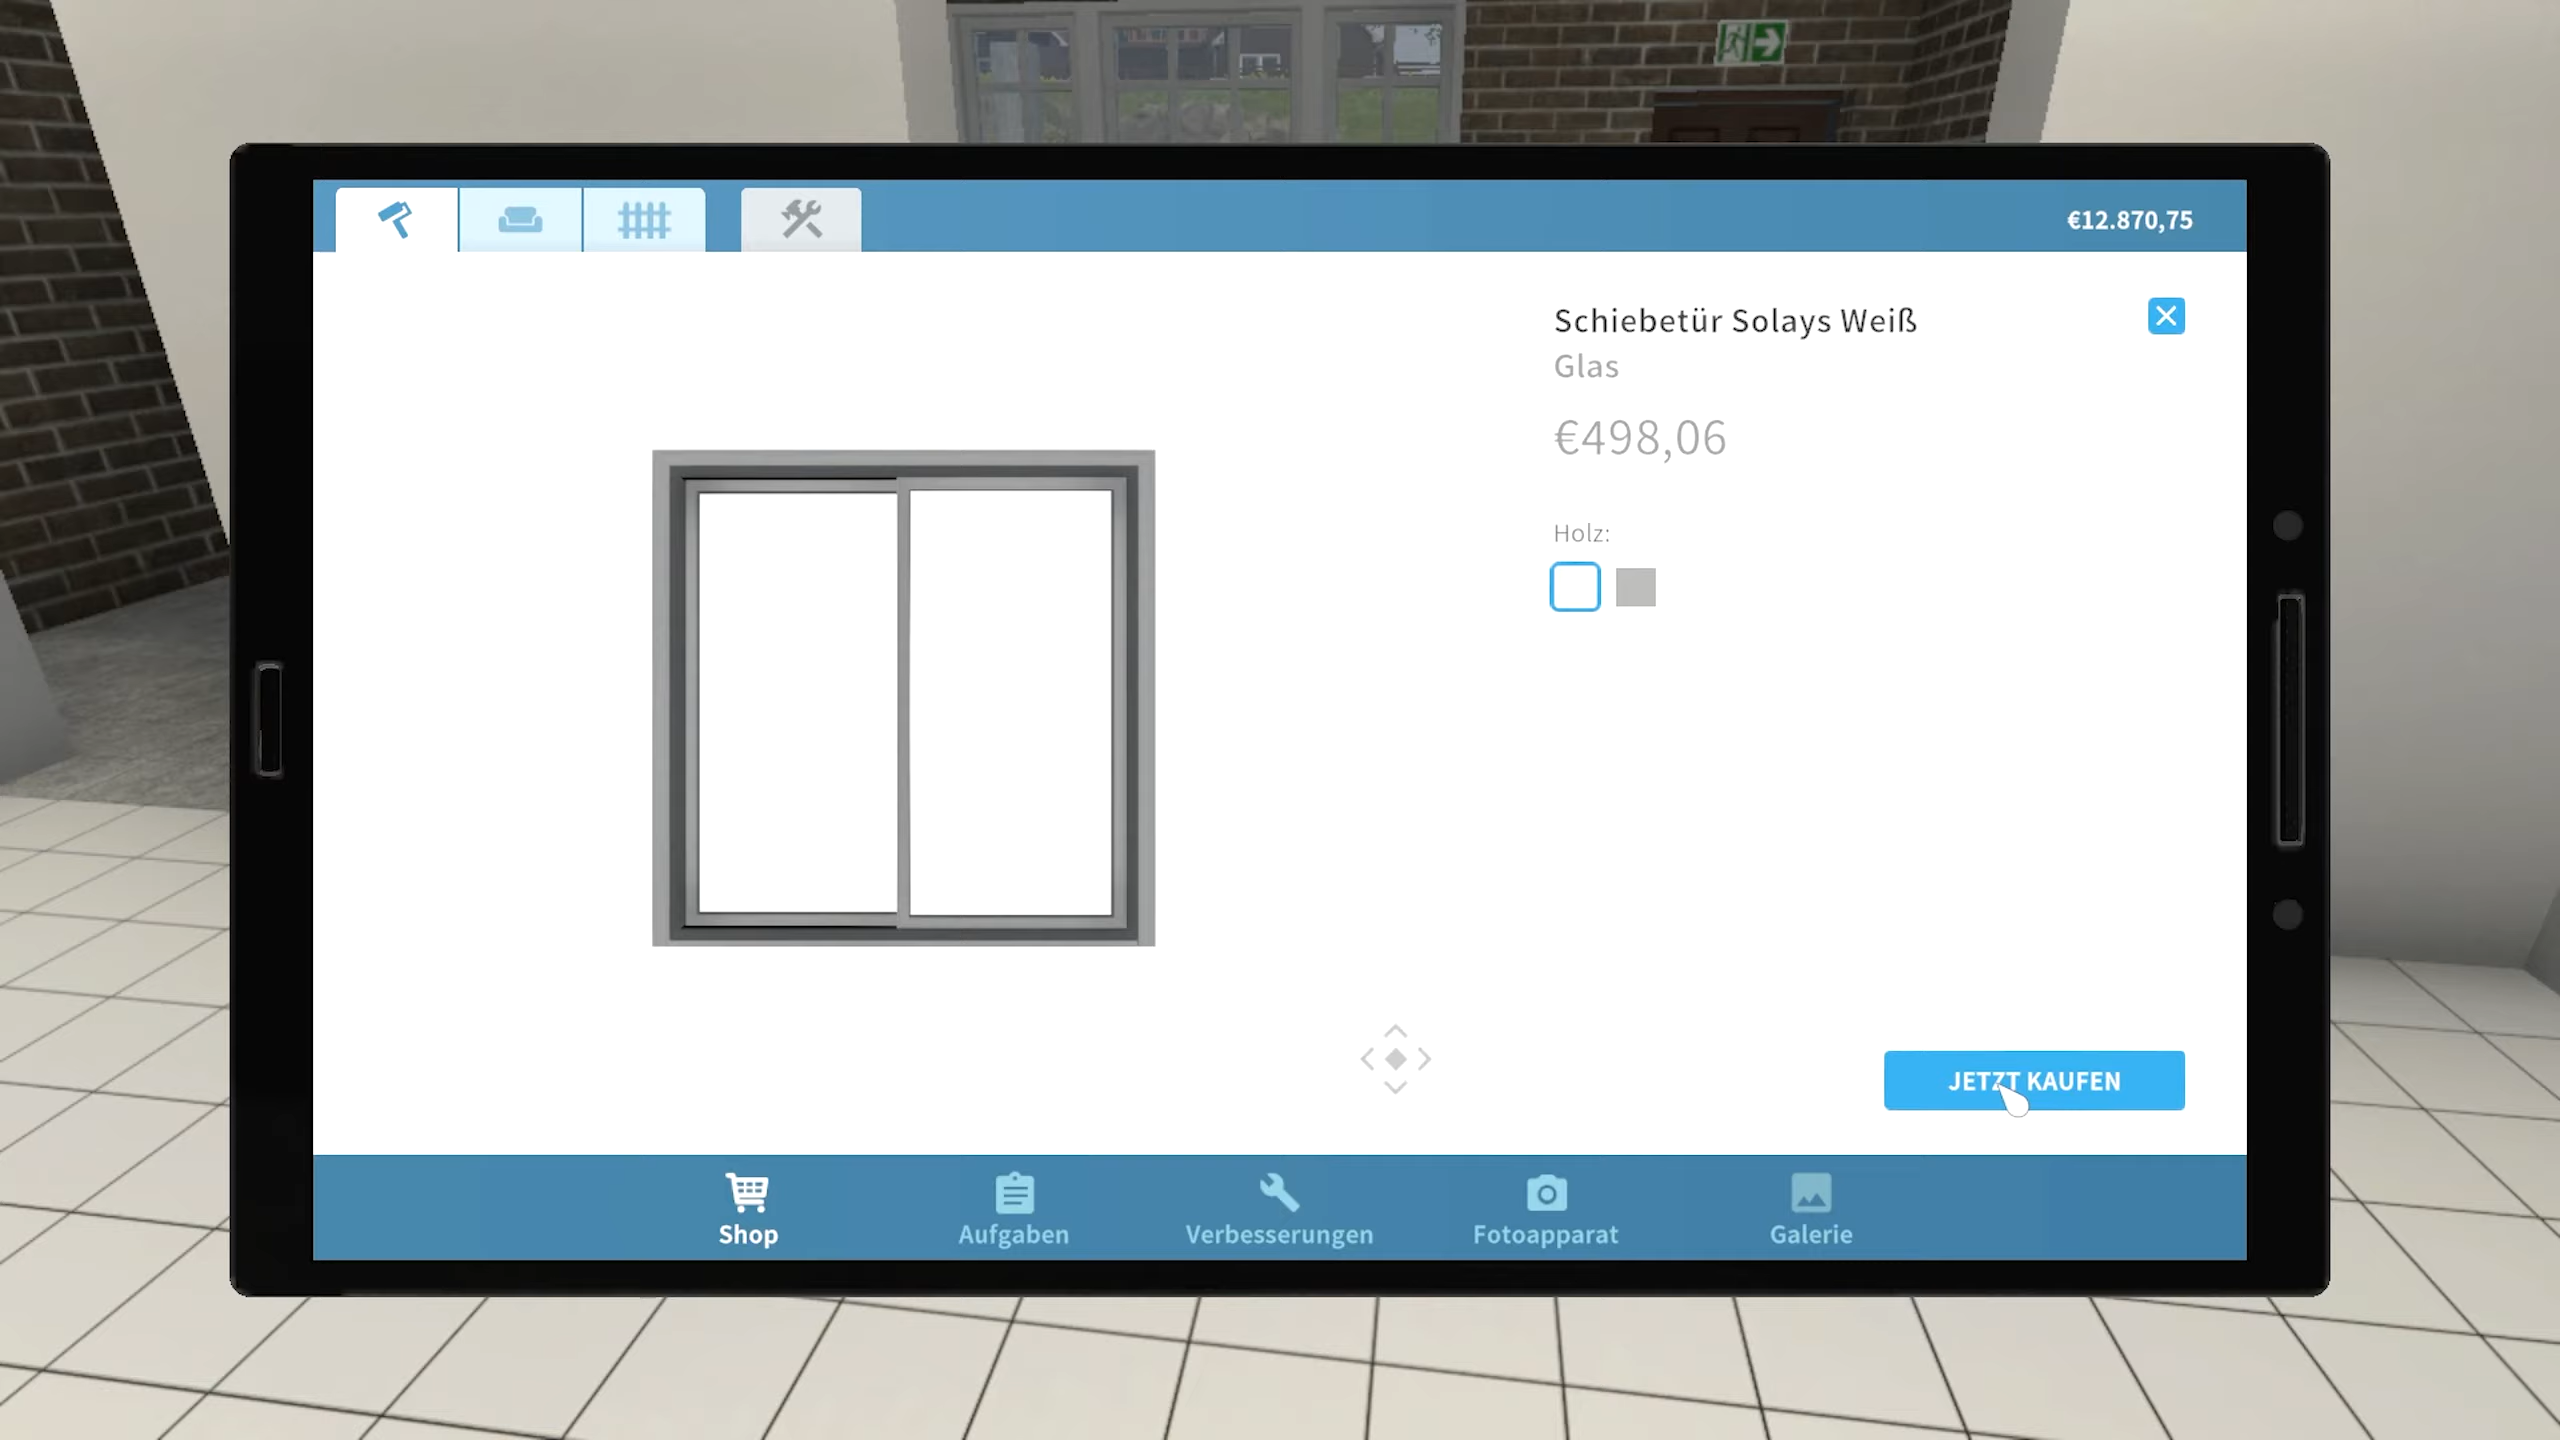 €12.870,75
Schiebetür Solays Weiß
Glas
€498,06
Holz:
JETZT KAUFEN
Shop
Aufgaben
Verbesserungen
Fotoapparat
Galerie